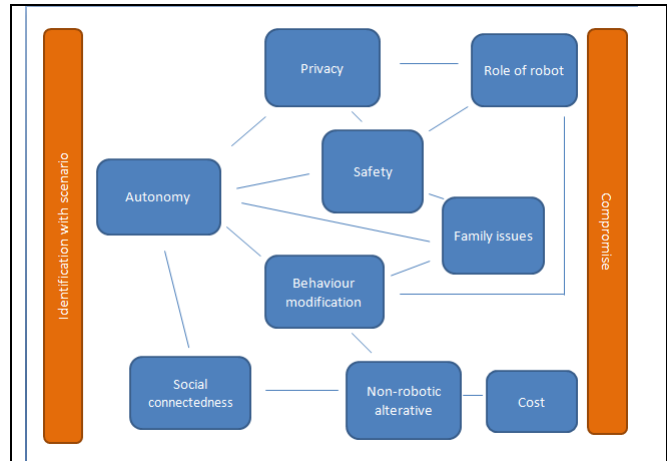 Identification with scenario
Privacy
Role of robot
Safety
Autonomy
Family issues
Behaviour
modification
Social
connectedness
Non-robotic
alterative
Cost
Compromise